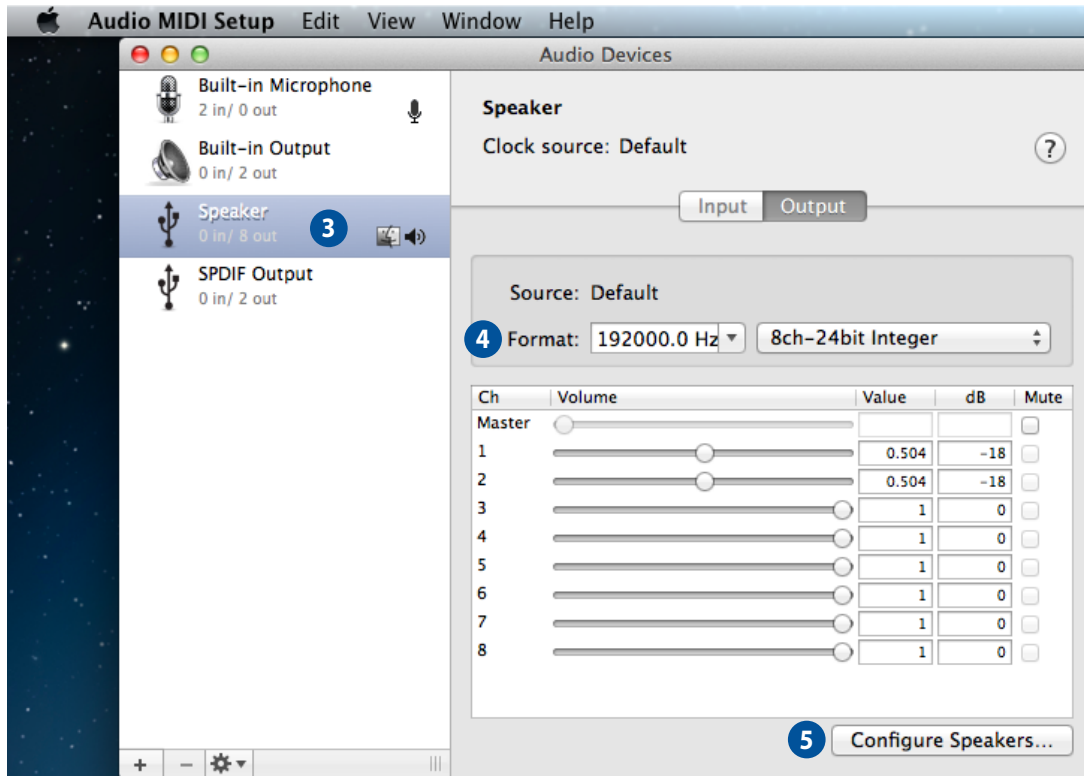 Audio MIDI Setup Edit View Window Help
Audio Devices
Built-in Microphone
2 in/ 0 out
Built-in Output
0 in/ 2 out
Speaker
0 in/ 8 out
3
SPDIF Output
0 in/ 2 out
Speaker
Clock source: Default
?
Input Output
Source: Default
4 Format: 192000.0 Hz 8ch-24bit Integer
Ch Volume Value dB Mute
Master
1 0.504 -18
2 0.504 -18
3 1 0
4 1 0
5 1 0
6 1 0
7 1 0
8 1 0
5 Configure Speakers...
+ -